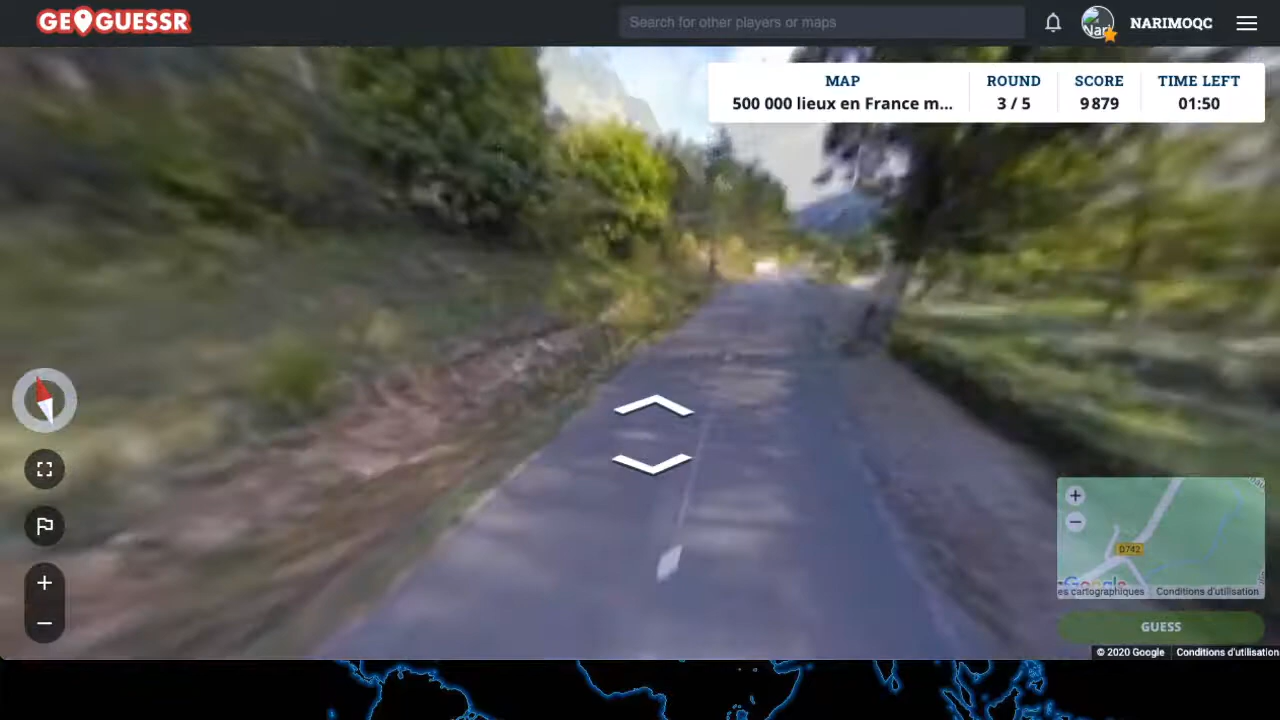 GEOGUESSR
Search for other players or maps
NARIMOQC
MAP
500 000 lieux en France m...
ROUND
3 / 5
SCORE
9 879
TIME LEFT
01:50
D742
Google
es cartographiques
Conditions d'utilisation
GUESS
© 2020 Google
Conditions d'utilisation